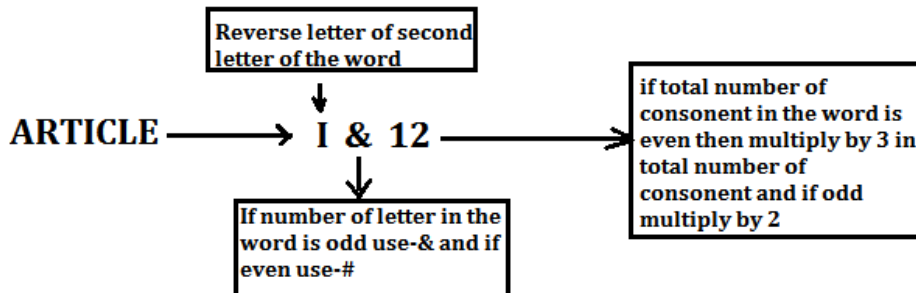 Reverse letter of second
letter of the word
ARTICLE
I & 12
if total number of
consonent in the word is
even then multiply by 3 in
total number of
consonent and if odd
multiply by 2
If number of letter in the
word is odd use-& and if
even use-#